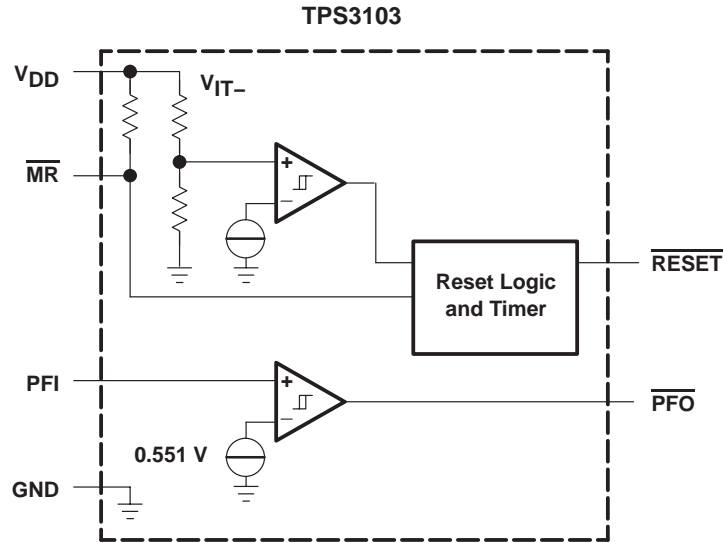 TPS3103
VDD
VIT–
MR
+
–
RESET
Reset Logic
and Timer
PFI
+
–
PFO
0.551 V
GND